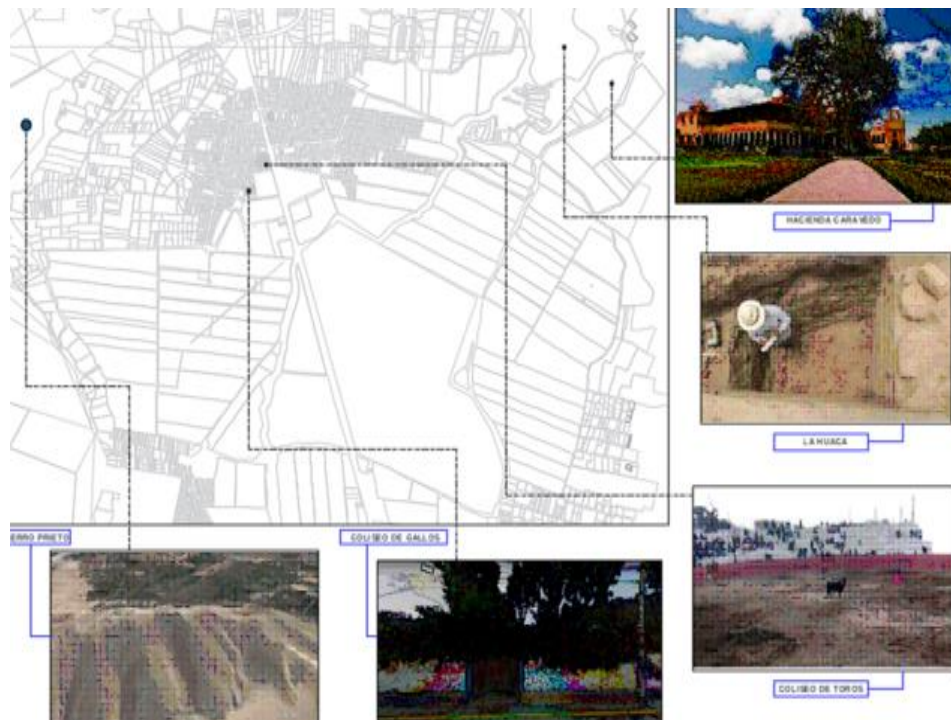 HACIENDA CARAVEDO
LA HUACA
ERRO PRIETO
COLISEO DE GALLOS
COLISEO DE TOROS